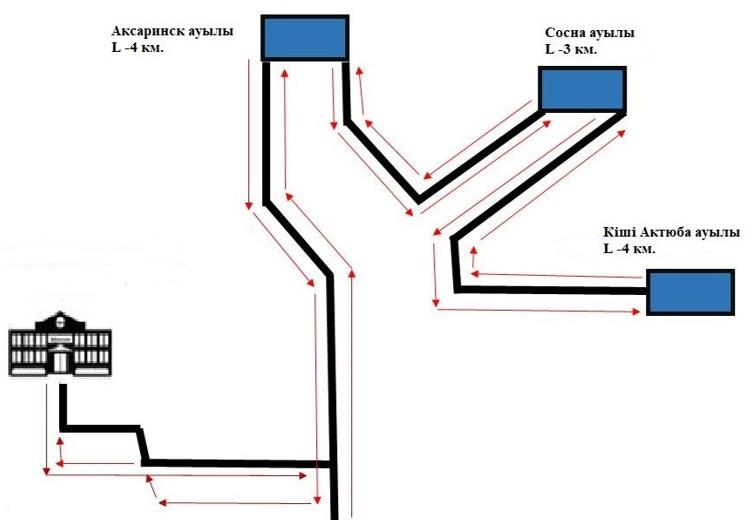 Аксаринск ауылы
L -4 км.
Сосна ауылы
L -3 км.
Кіші Актюба ауылы
L -4 км.